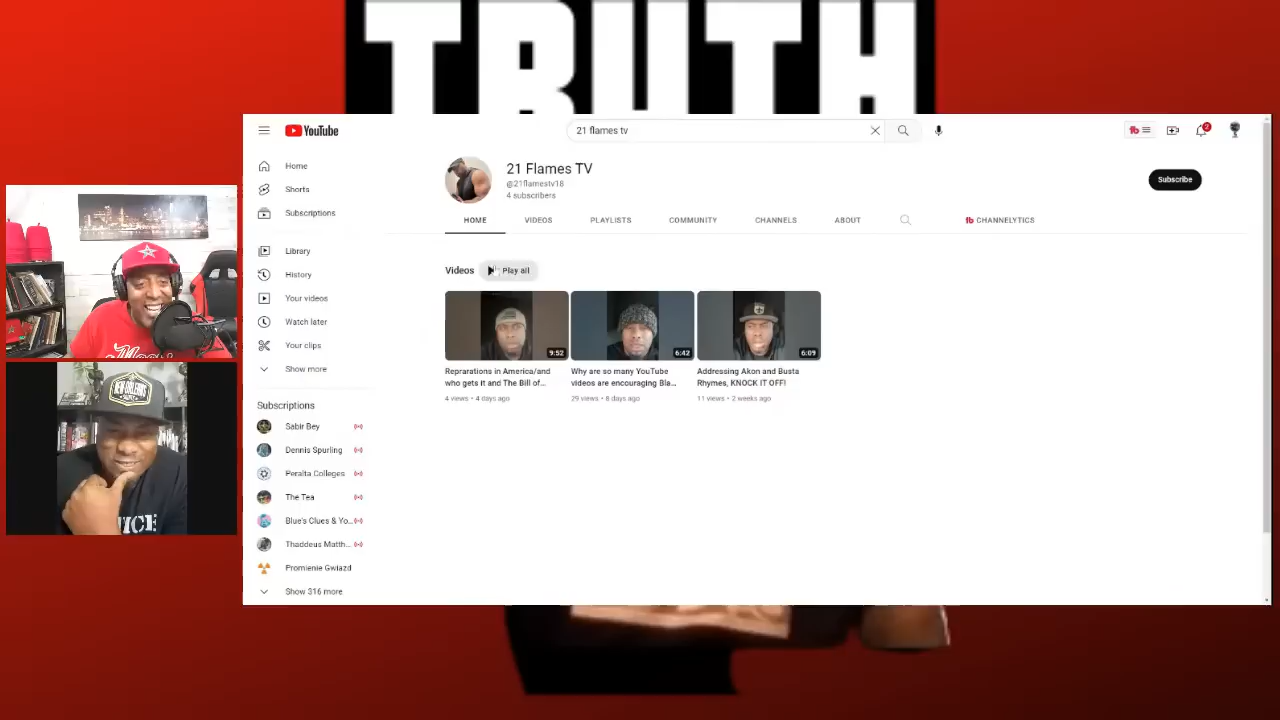 TRUTH
YouTube
21 flames tv
2
Home
Shorts
Subscriptions
Library
History
Your videos
Watch later
Your clips
Show more
Subscriptions
Sabir Bey
Dennis Spurling
Peralta Colleges
The Tea
Blue's Clues & Yo...
Thaddeus Matth...
Promienie Gwiazd
Show 316 more
21 Flames TV
@21flamestv18
4 subscribers
Subscribe
HOME
VIDEOS
PLAYLISTS
COMMUNITY
CHANNELS
ABOUT
tb CHANNELYTICS
Videos
Play all
9:52
Reprarations in America/and
who gets it and The Bill of...
4 views • 4 days ago
6:42
Why are so many YouTube
videos are encouraging Bla...
29 views • 8 days ago
6:09
Addressing Akon and Busta
Rhymes, KNOCK IT OFF!
11 views • 2 weeks ago
NEW ORLEANS